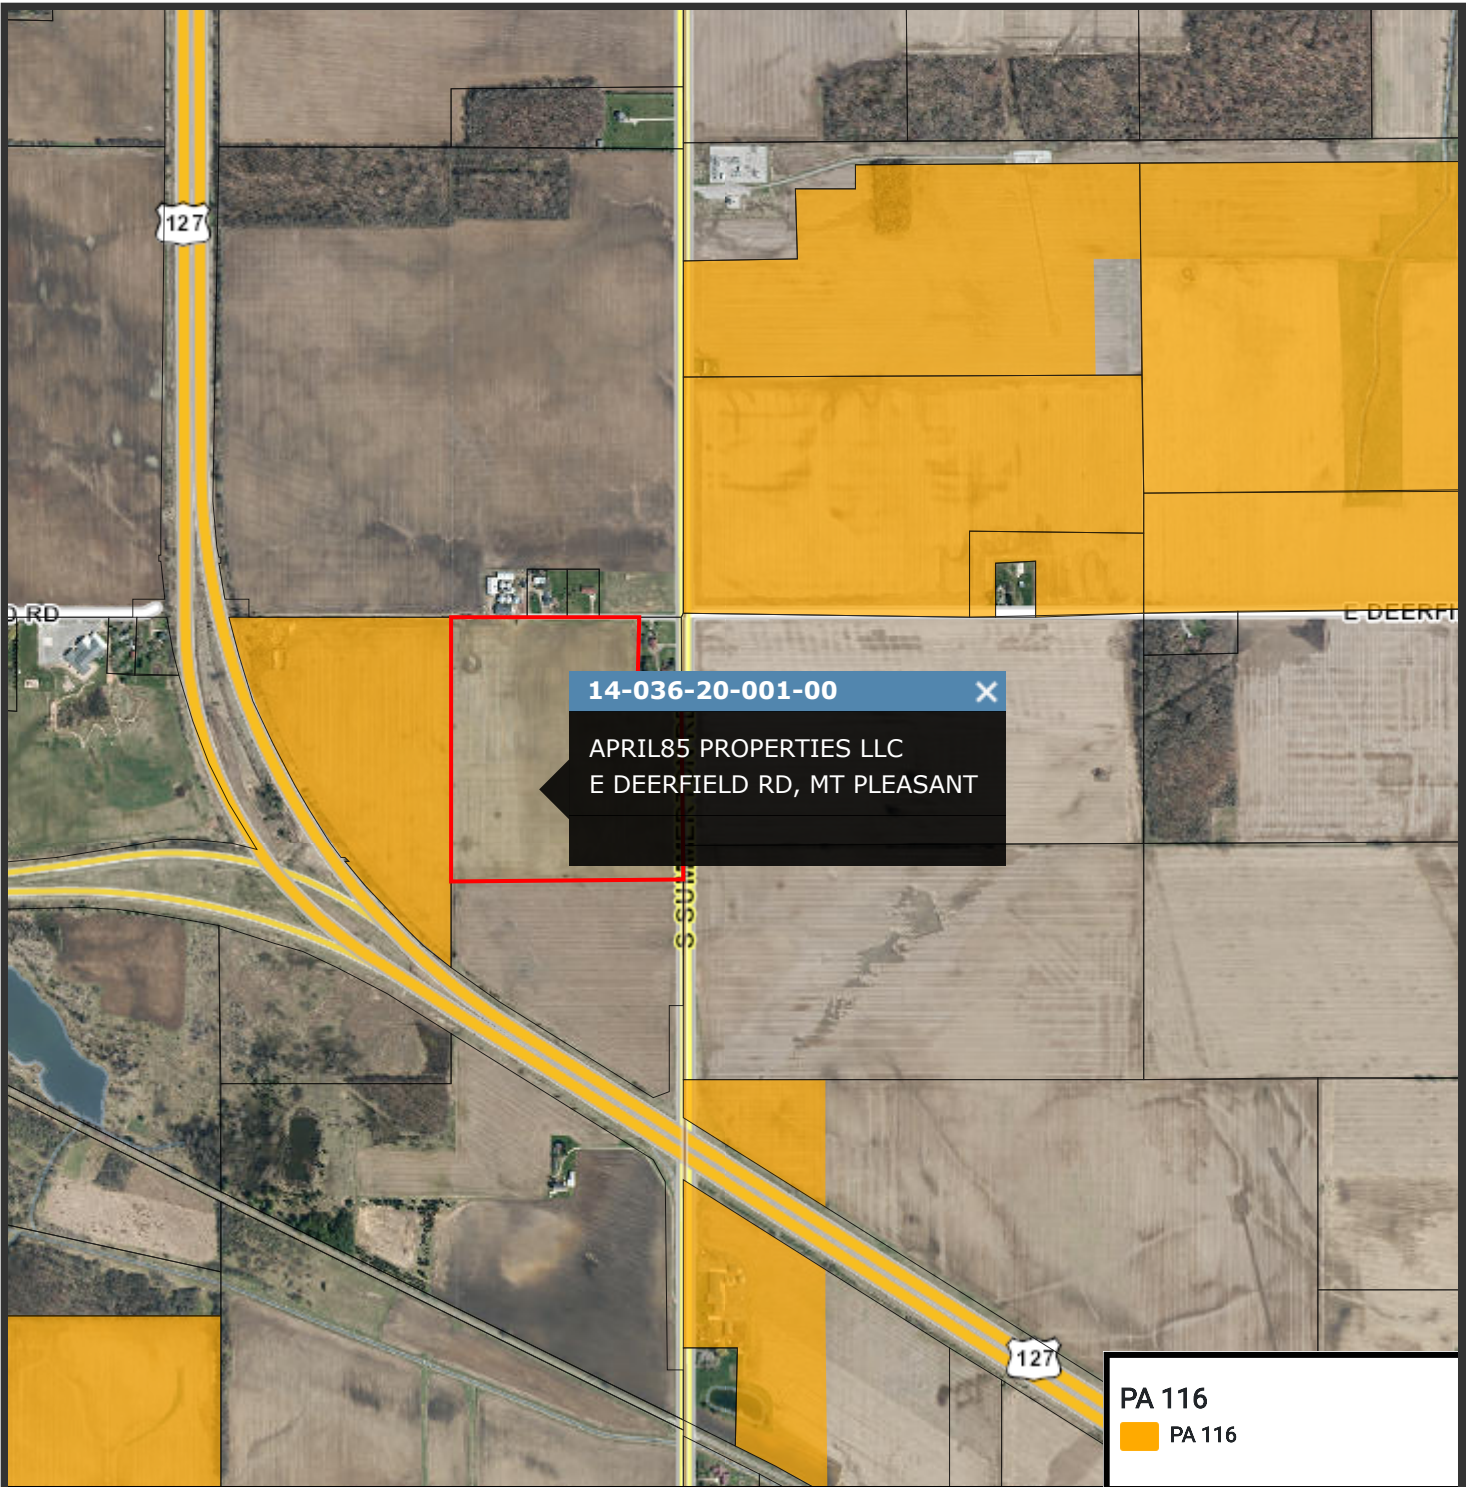 127
D RD
E DEERFI
14-036-20-001-00
APRIL85 PROPERTIES LLC
E DEERFIELD RD, MT PLEASANT
S SUMMER
127
PA 116
PA 116